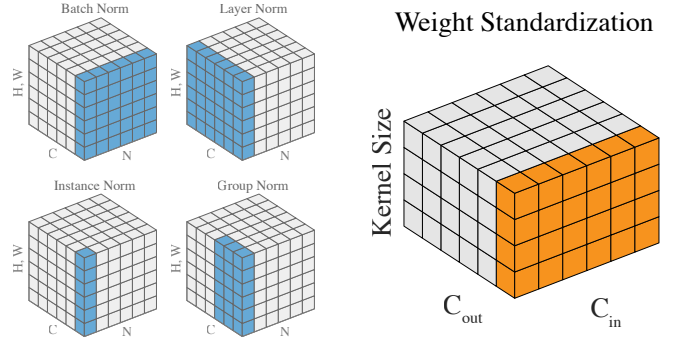 Batch Norm
Layer Norm
H, W
C
N
H, W
C
N
Instance Norm
Group Norm
H, W
C
N
H, W
C
N
Weight Standardization
Kernel Size
C_out
C_in